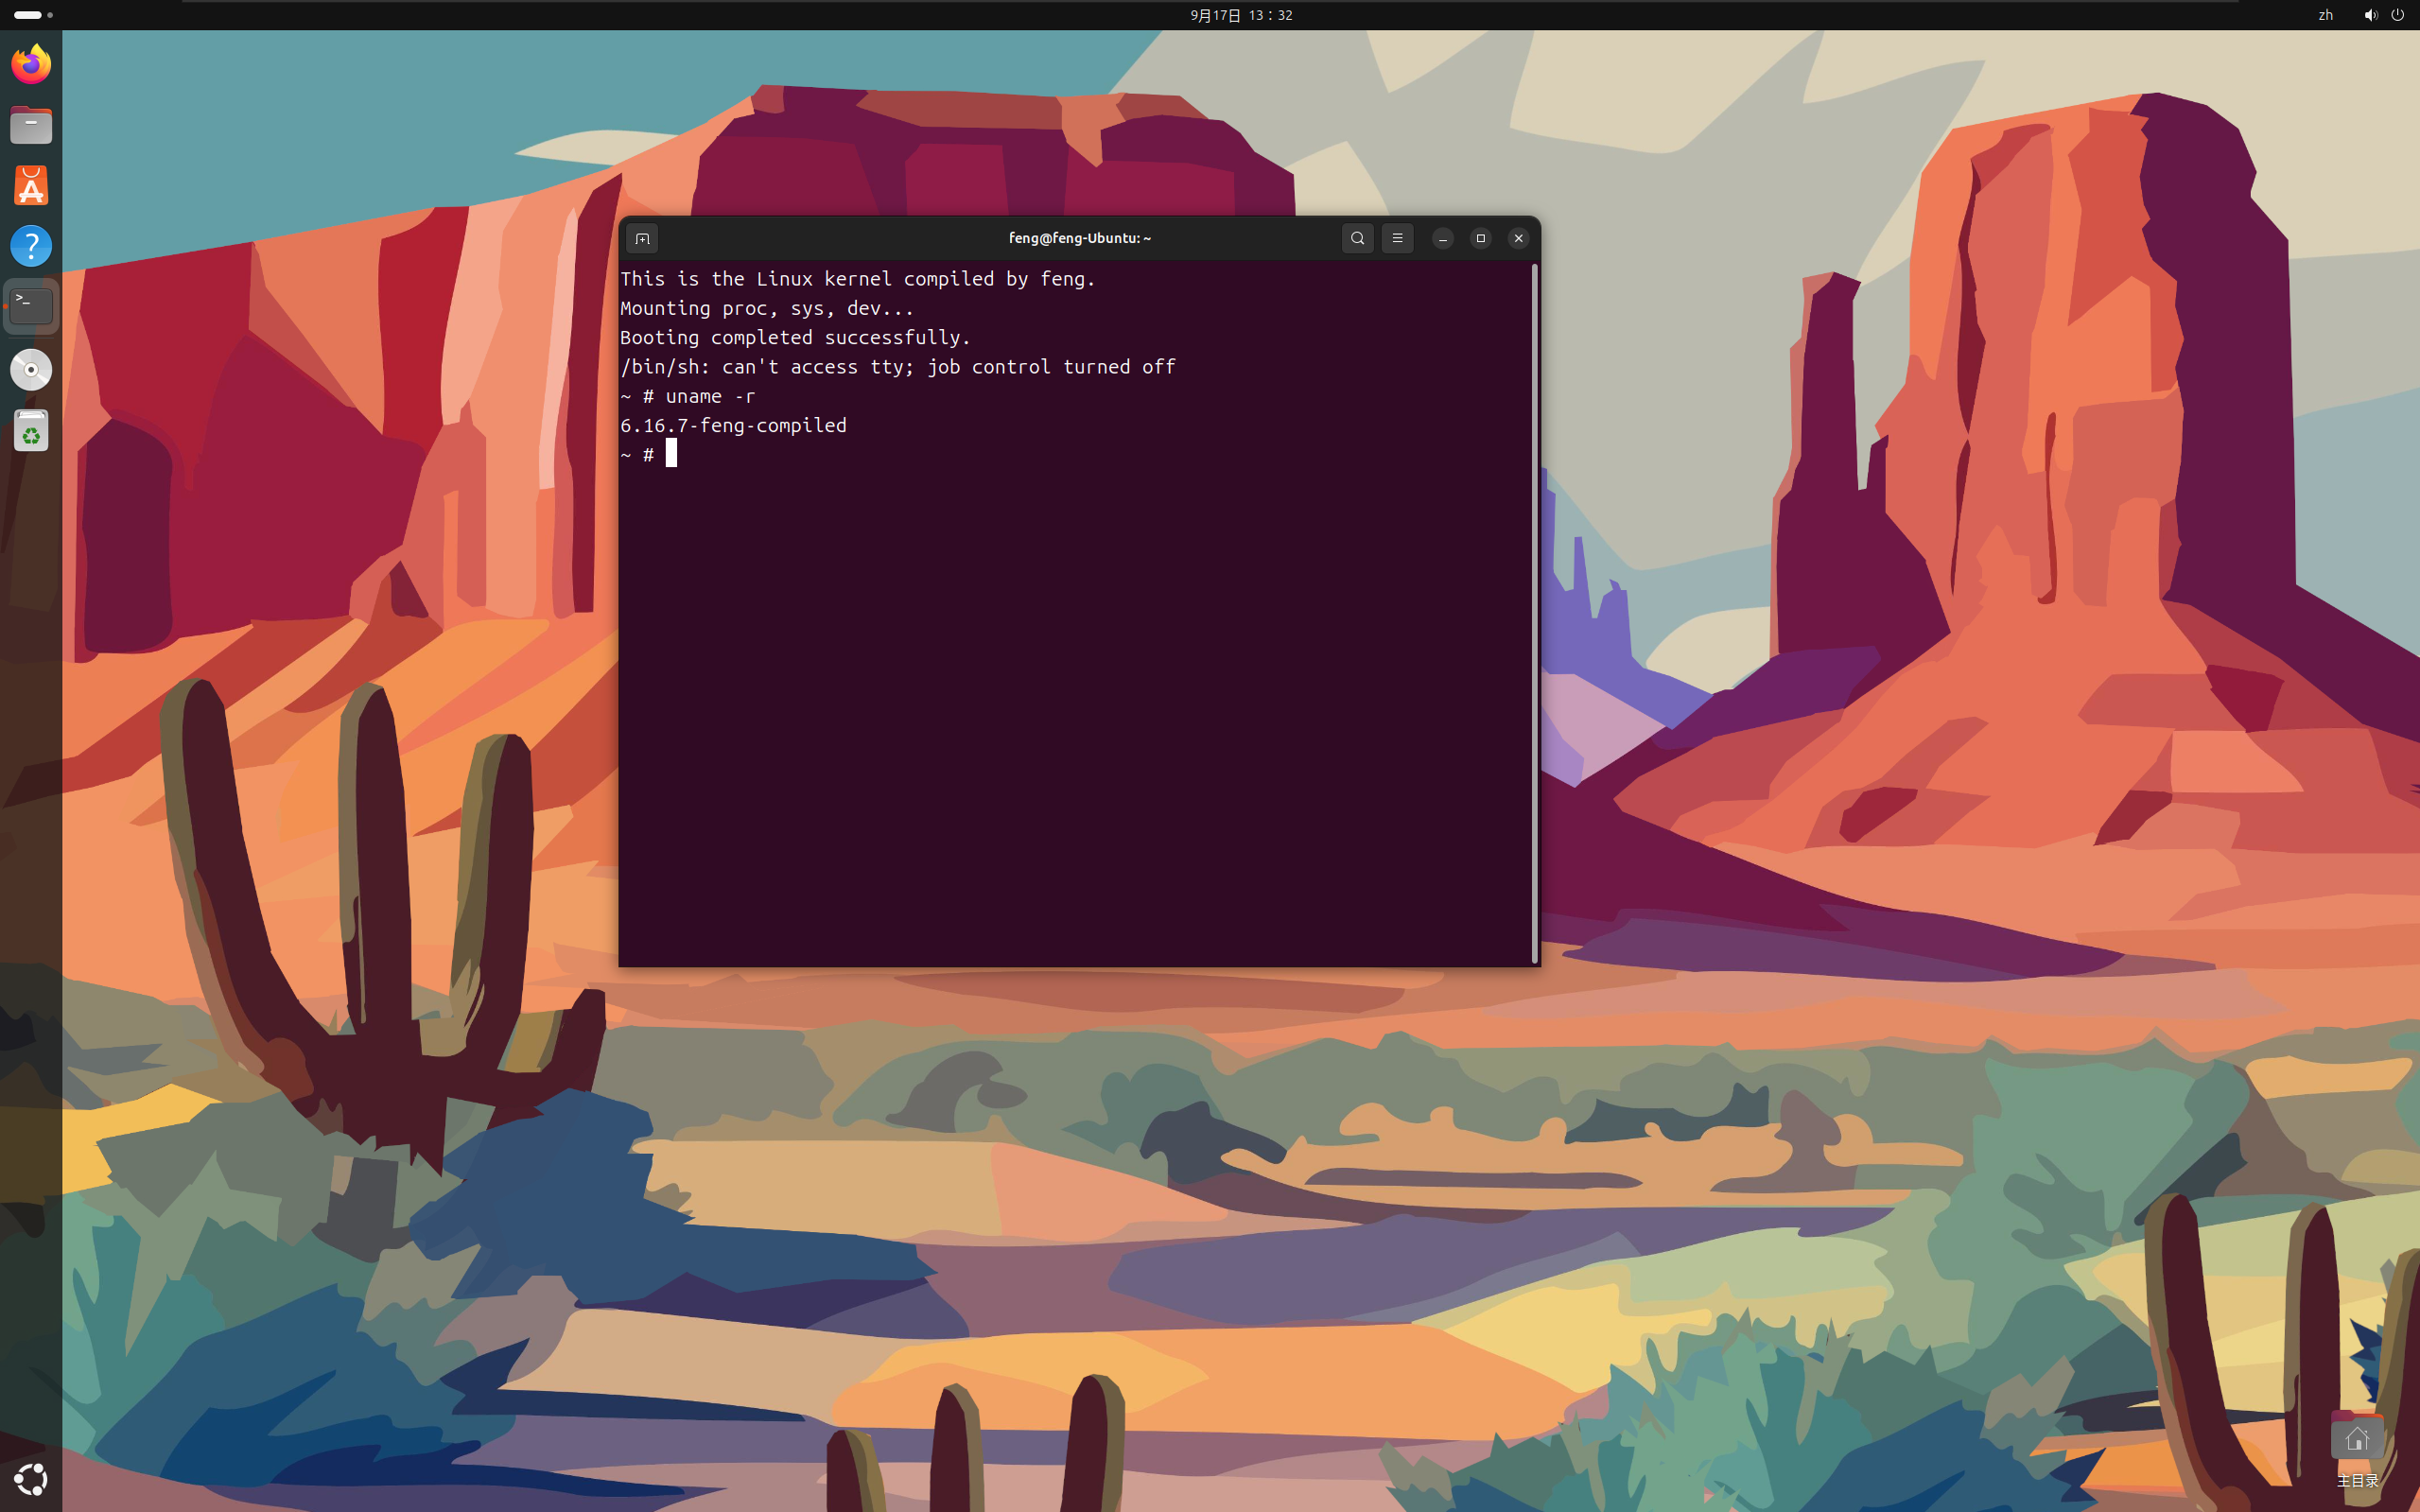 9月17日 13：32
zh
feng@feng-Ubuntu: ~
This is the Linux kernel compiled by feng.
Mounting proc, sys, dev...
Booting completed successfully.
/bin/sh: can't access tty; job control turned off
~ # uname -r
6.16.7-feng-compiled
~ #
主目录